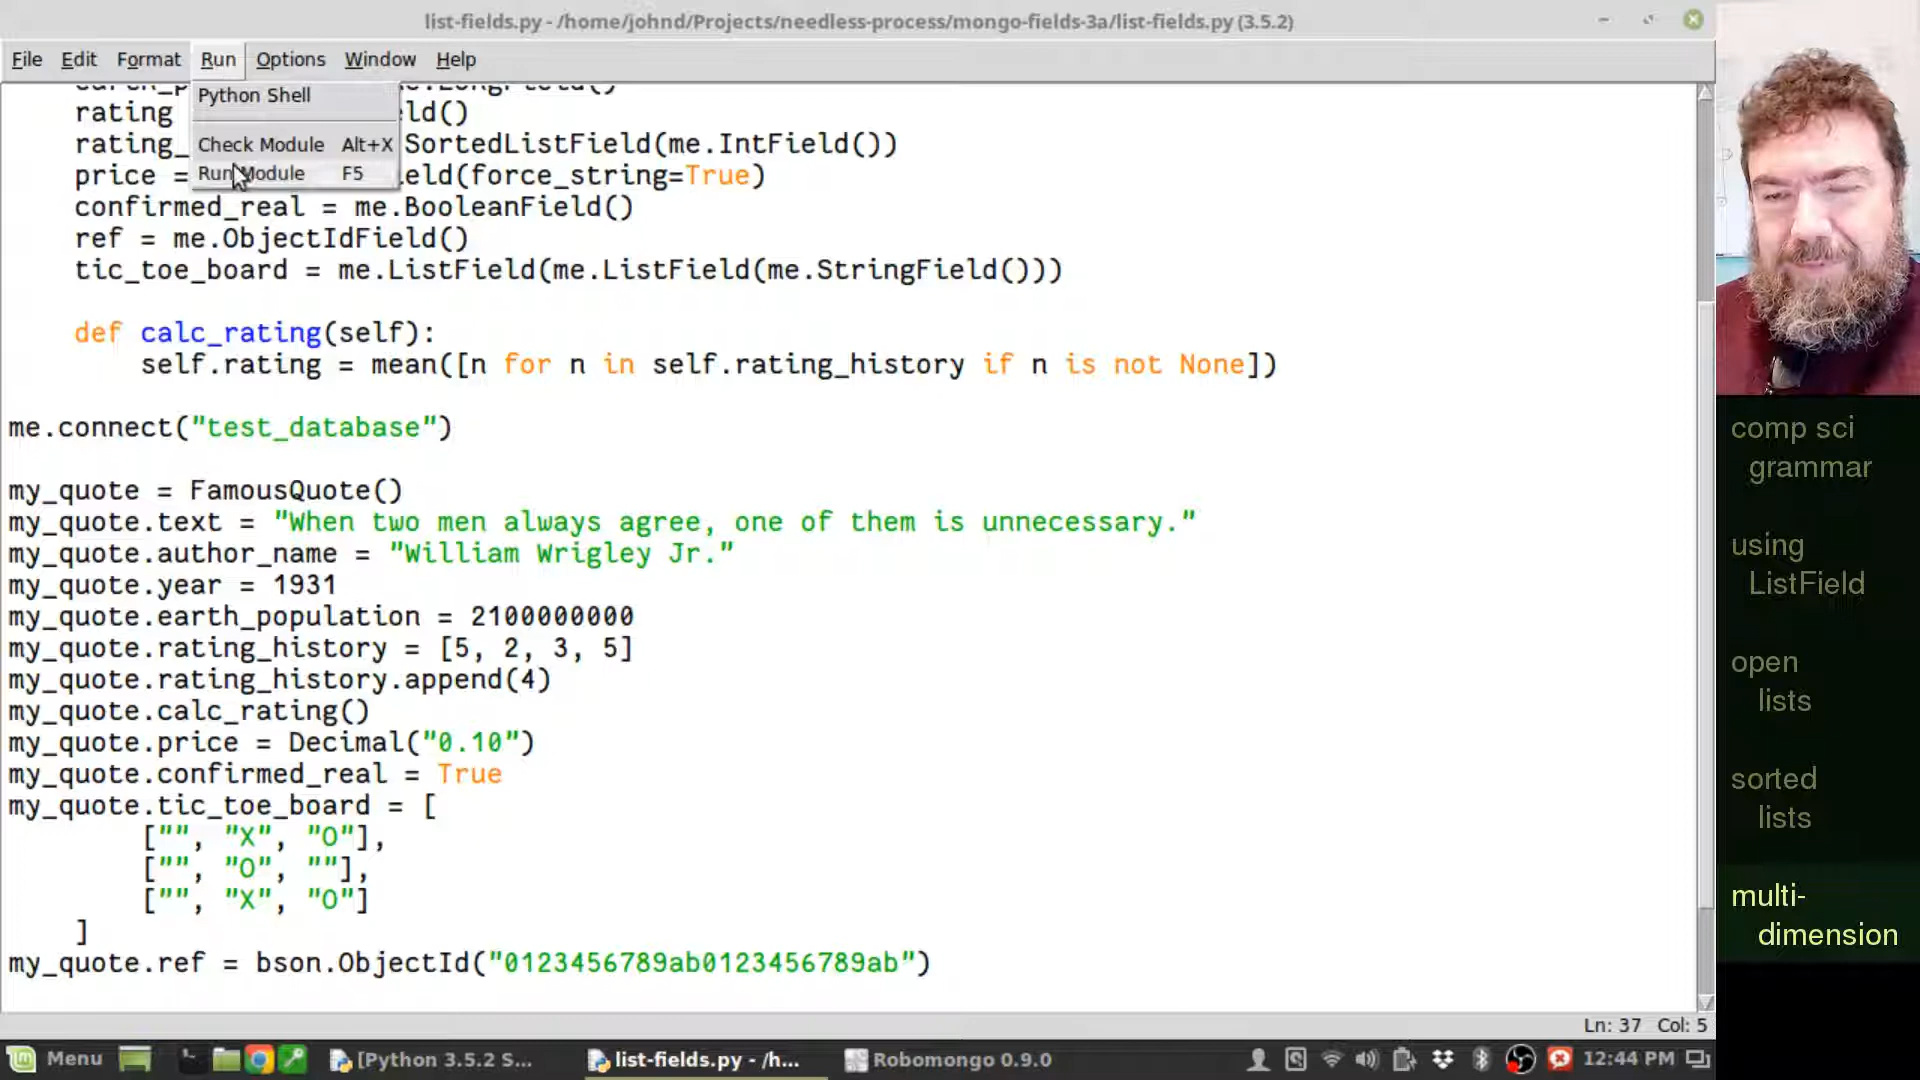 list-fields.py - /home/johnd/Projects/needless-process/mongo-fields-3a/list-fields.py (3.5.2)
File Edit Format Run Options Window Help
Python Shell
Check Module Alt+X
Run Module F5
rating ld()
rating_ SortedListField(me.IntField())
price = eld(force_string=True)
confirmed_real = me.BooleanField()
ref = me.ObjectIdField()
tic_toe_board = me.ListField(me.ListField(me.StringField()))
def calc_rating(self):
self.rating = mean([n for n in self.rating_history if n is not None])
me.connect("test_database")
my_quote = FamousQuote()
my_quote.text = "When two men always agree, one of them is unnecessary."
my_quote.author_name = "William Wrigley Jr."
my_quote.year = 1931
my_quote.earth_population = 2100000000
my_quote.rating_history = [5, 2, 3, 5]
my_quote.rating_history.append(4)
my_quote.calc_rating()
my_quote.price = Decimal("0.10")
my_quote.confirmed_real = True
my_quote.tic_toe_board = [
["", "X", "O"],
["", "O", ""],
["", "X", "O"]
]
my_quote.ref = bson.ObjectId("0123456789ab0123456789ab")
Ln: 37 Col: 5
comp sci
grammar
using
ListField
open
lists
sorted
lists
multi-
dimension
Menu [Python 3.5.2 S... list-fields.py - /h... Robomongo 0.9.0 12:44 PM